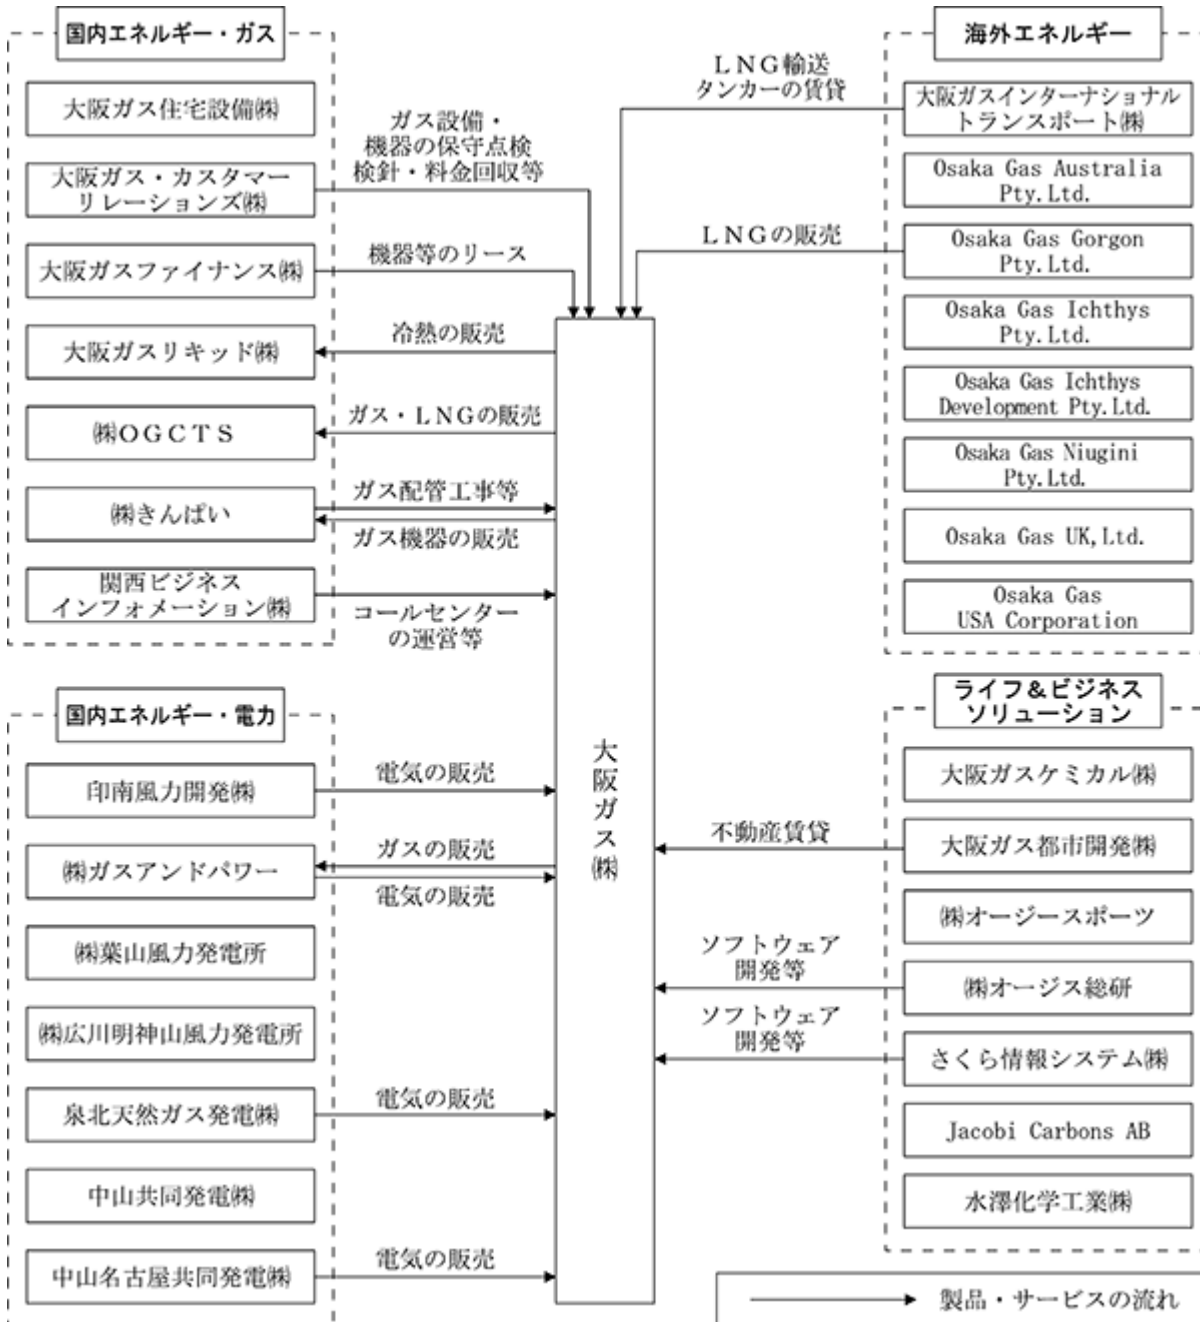 国内エネルギー・ガス
大阪ガス住宅設備㈱
大阪ガス・カスタマー
リレーションズ㈱
大阪ガスファイナンス㈱
大阪ガスリキッド㈱
㈱OGCTS
㈱きんぱい
関西ビジネス
インフォメーション㈱
ガス設備・
機器の保守点検
検針・料金回収等
機器等のリース
冷熱の販売
ガス・LNGの販売
ガス配管工事等
ガス機器の販売
コールセンター
の運営等
国内エネルギー・電力
印南風力開発㈱
㈱ガスアンドパワー
㈱葉山風力発電所
㈱広川明神山風力発電所
泉北天然ガス発電㈱
中山共同発電㈱
中山名古屋共同発電㈱
電気の販売
ガスの販売
電気の販売
電気の販売
電気の販売
大阪ガス㈱
LNG輸送
タンカーの賃貸
LNGの販売
海外エネルギー
大阪ガスインターナショナル
トランスポート㈱
Osaka Gas Australia
Pty.Ltd.
Osaka Gas Gorgon
Pty.Ltd.
Osaka Gas Ichthys
Pty.Ltd.
Osaka Gas Ichthys
Development Pty.Ltd.
Osaka Gas Niugini
Pty.Ltd.
Osaka Gas UK,Ltd.
Osaka Gas
USA Corporation
不動産賃貸
ソフトウェア
開発等
ソフトウェア
開発等
ライフ&ビジネス
ソリューション
大阪ガスケミカル㈱
大阪ガス都市開発㈱
㈱オージースポーツ
㈱オージス総研
さくら情報システム㈱
Jacobi Carbons AB
水澤化学工業㈱
製品・サービスの流れ